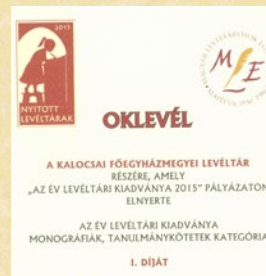 2015
NYITOTT
LEVÉLTÁRAK
OKLEVÉL
A KALOCSAI FŐEGYHÁZMEGYEI LEVÉLTÁR
RÉSZÉRE, AMELY
„AZ ÉV LEVÉLTÁRI KIADVÁNYA 2015” PÁLYÁZATON
ELNYERTE
AZ ÉV LEVÉLTÁRI KIADVÁNYA
MONOGRÁFIÁK, TANULMÁNYKÖTETEK KATEGÓRIA
I. DÍJÁT